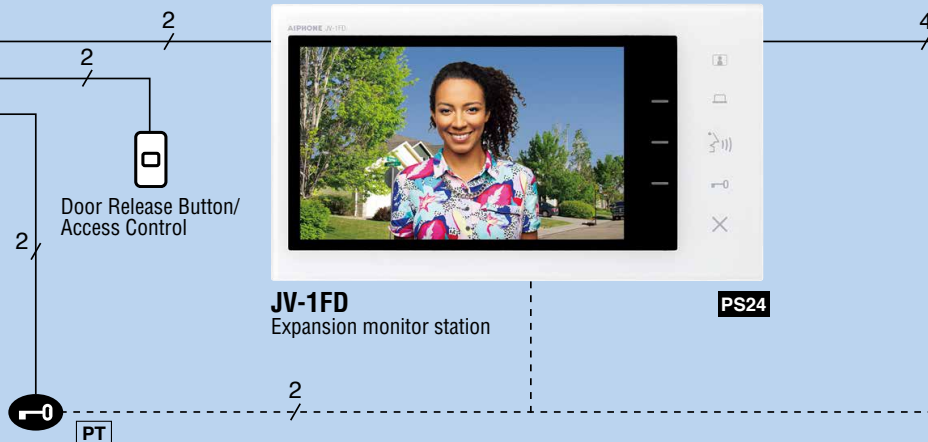 2
4
2
AIPHONE JV-1FD
Door Release Button/
Access Control
2
JV-1FD
Expansion monitor station
PS24
2
PT